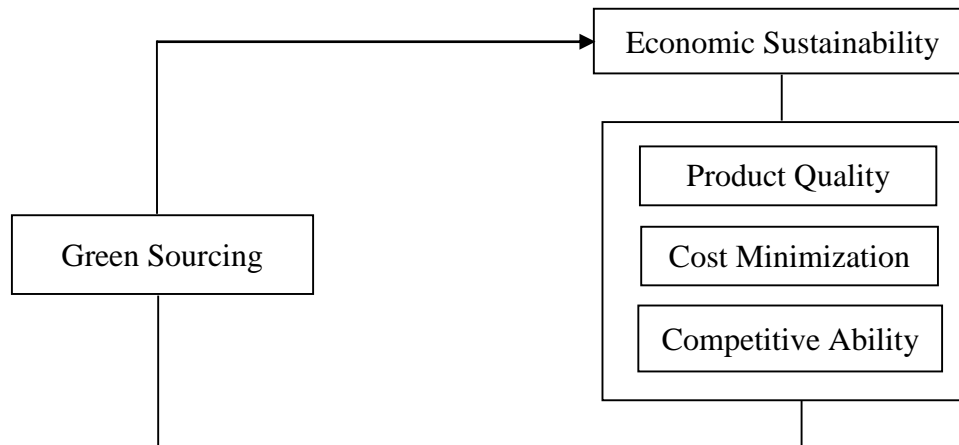 Economic Sustainability
Product Quality
Green Sourcing
Cost Minimization
Competitive Ability